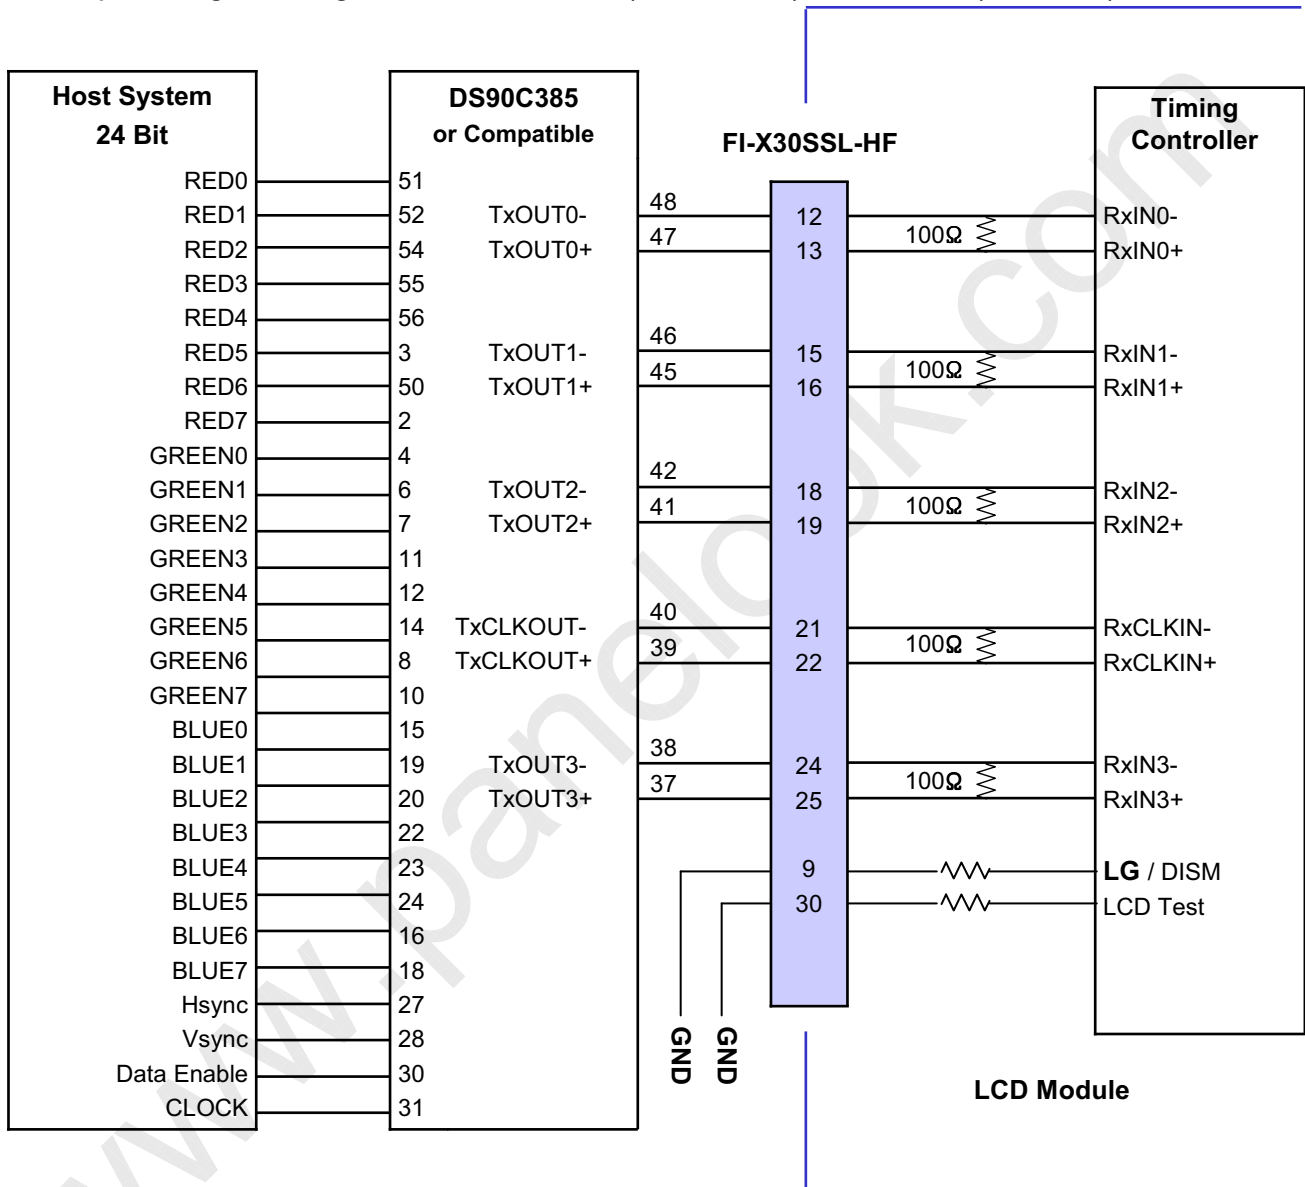 Host System
24 Bit
RED0
RED1
RED2
RED3
RED4
RED5
RED6
RED7
GREEN0
GREEN1
GREEN2
GREEN3
GREEN4
GREEN5
GREEN6
GREEN7
BLUE0
BLUE1
BLUE2
BLUE3
BLUE4
BLUE5
BLUE6
BLUE7
Hsync
Vsync
Data Enable
CLOCK
DS90C385
or Compatible
51
52
54
55
56
3
50
2
4
6
7
11
12
14
8
10
15
19
20
22
23
24
16
18
27
28
30
31
TxOUT0-
TxOUT0+
TxOUT1-
TxOUT1+
TxOUT2-
TxOUT2+
TxCLKOUT-
TxCLKOUT+
TxOUT3-
TxOUT3+
48
47
46
45
42
41
40
39
38
37
GND
GND
FI-X30SSL-HF
12
13
15
16
18
19
21
22
24
25
9
30
100Ω
100Ω
100Ω
100Ω
100Ω
Timing
Controller
RxIN0-
RxIN0+
RxIN1-
RxIN1+
RxIN2-
RxIN2+
RxCLKIN-
RxCLKIN+
RxIN3-
RxIN3+
LG / DISM
LCD Test
LCD Module
www.panelook.com